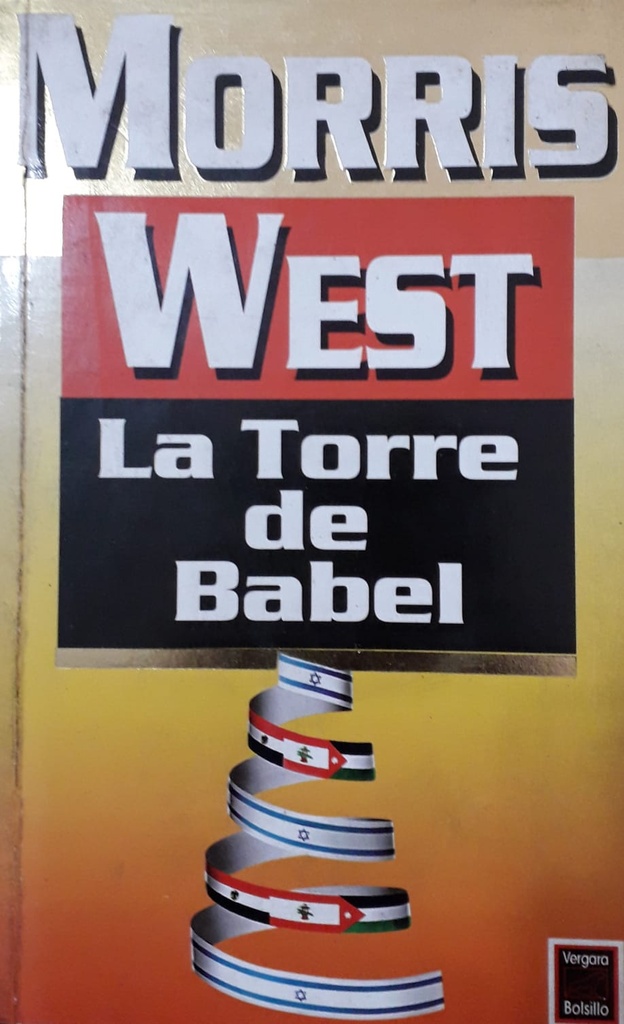 MORRIS
WEST
La Torre
de
Babel
Vergara
Bolsillo